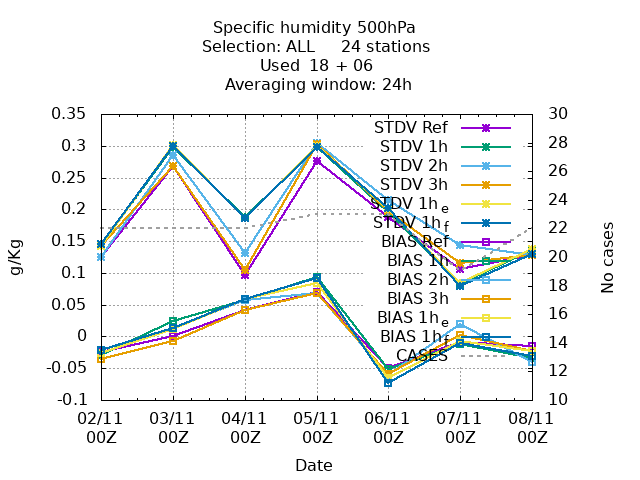 Specific humidity 500hPa
Selection: ALL 24 stations
Used 18 + 06
Averaging window: 24h
0.35
0.3
0.25
0.2
0.15
0.1
0.05
0
-0.05
-0.1
g/Kg
30
28
26
24
22
20
18
16
14
12
10
No cases
STDV Ref
STDV 1h
STDV 2h
STDV 3h
STDV 1h_e
STDV 1h_f
BIAS Ref
BIAS 1h
BIAS 2h
BIAS 3h
BIAS 1h_e
BIAS 1h_f
CASES
02/11 03/11 04/11 05/11 06/11 07/11 08/11
00Z 00Z 00Z 00Z 00Z 00Z 00Z
Date